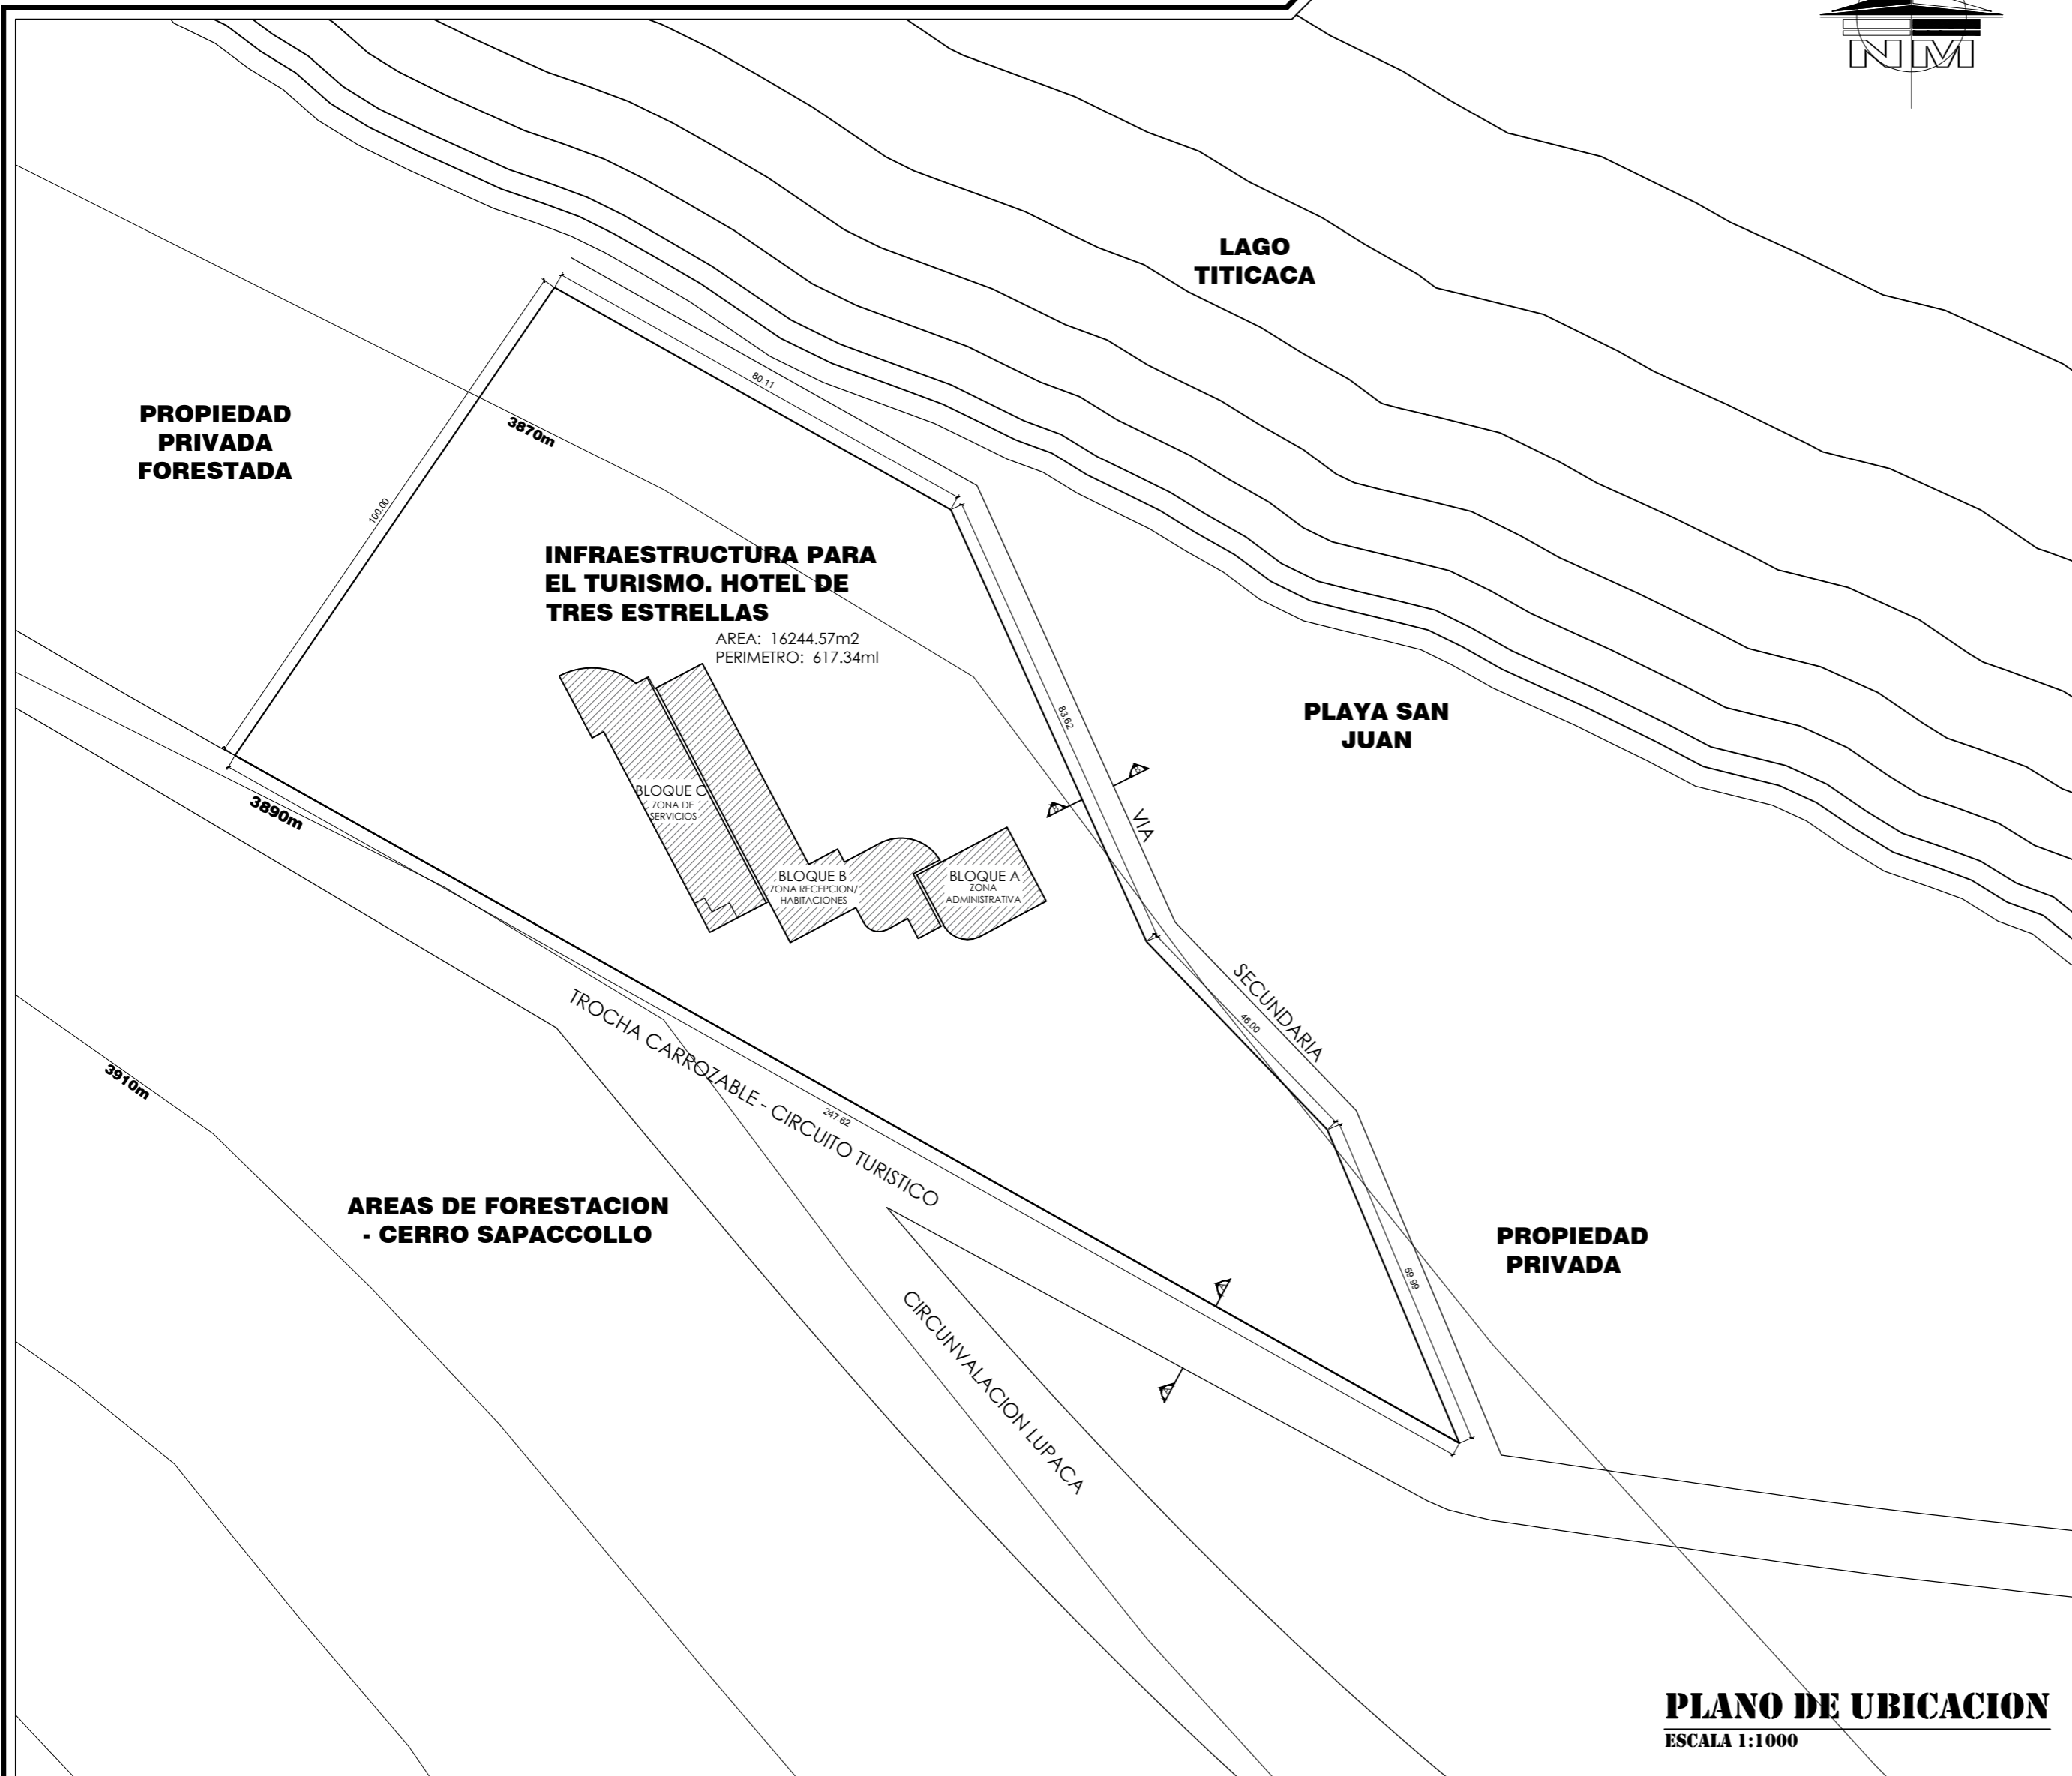 NM
LAGO
TITICACA
PROPIEDAD
PRIVADA
FORESTADA
80.11
3870m
100.00
INFRAESTRUCTURA PARA
EL TURISMO. HOTEL DE
TRES ESTRELLAS
AREA: 16244.57m2
PERIMETRO: 617.34ml
83.62
PLAYA SAN
JUAN
BLOQUE C
ZONA DE
SERVICIOS
3890m
VIA
BLOQUE B
ZONA RECEPCION/
HABITACIONES
BLOQUE A
ZONA
ADMINISTRATIVA
SECUNDARIA
46.00
TROCHA CARROZABLE - CIRCUITO TURISTICO
3910m
247.62
AREAS DE FORESTACION
- CERRO SAPACCOLLO
PROPIEDAD
PRIVADA
59.99
CIRCUNVALACION LUPACA
PLANO DE UBICACION
ESCALA 1:1000